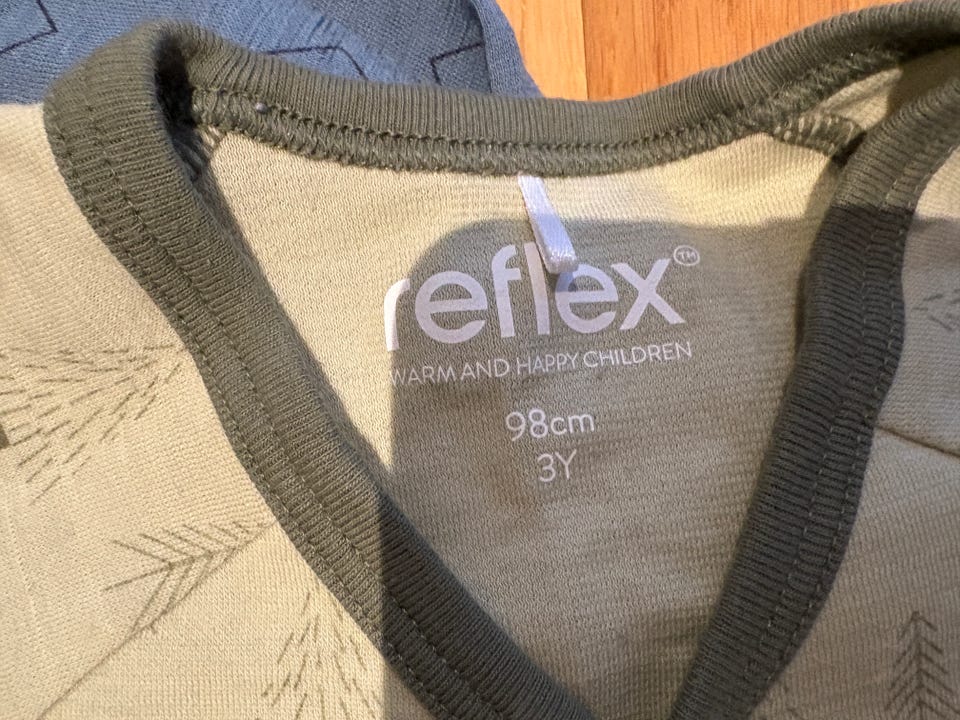 reflex™
WARM AND HAPPY CHILDREN
98cm
3Y